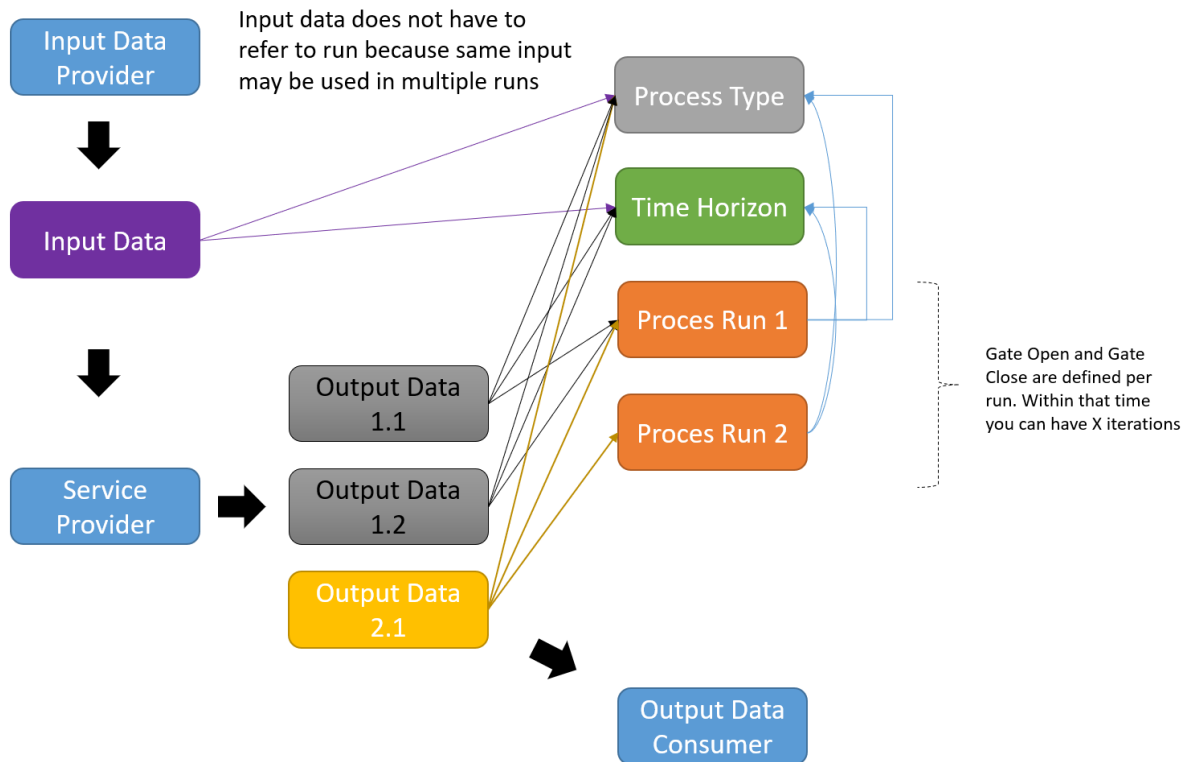 Input Data
Provider
Input data does not have to
refer to run because same input
may be used in multiple runs
Process Type
Input Data
Time Horizon
Proces Run 1
Gate Open and Gate
Close are defined per
run. Within that time
you can have X iterations
Output Data
1.1
Proces Run 2
Service
Provider
Output Data
1.2
Output Data
2.1
Output Data
Consumer